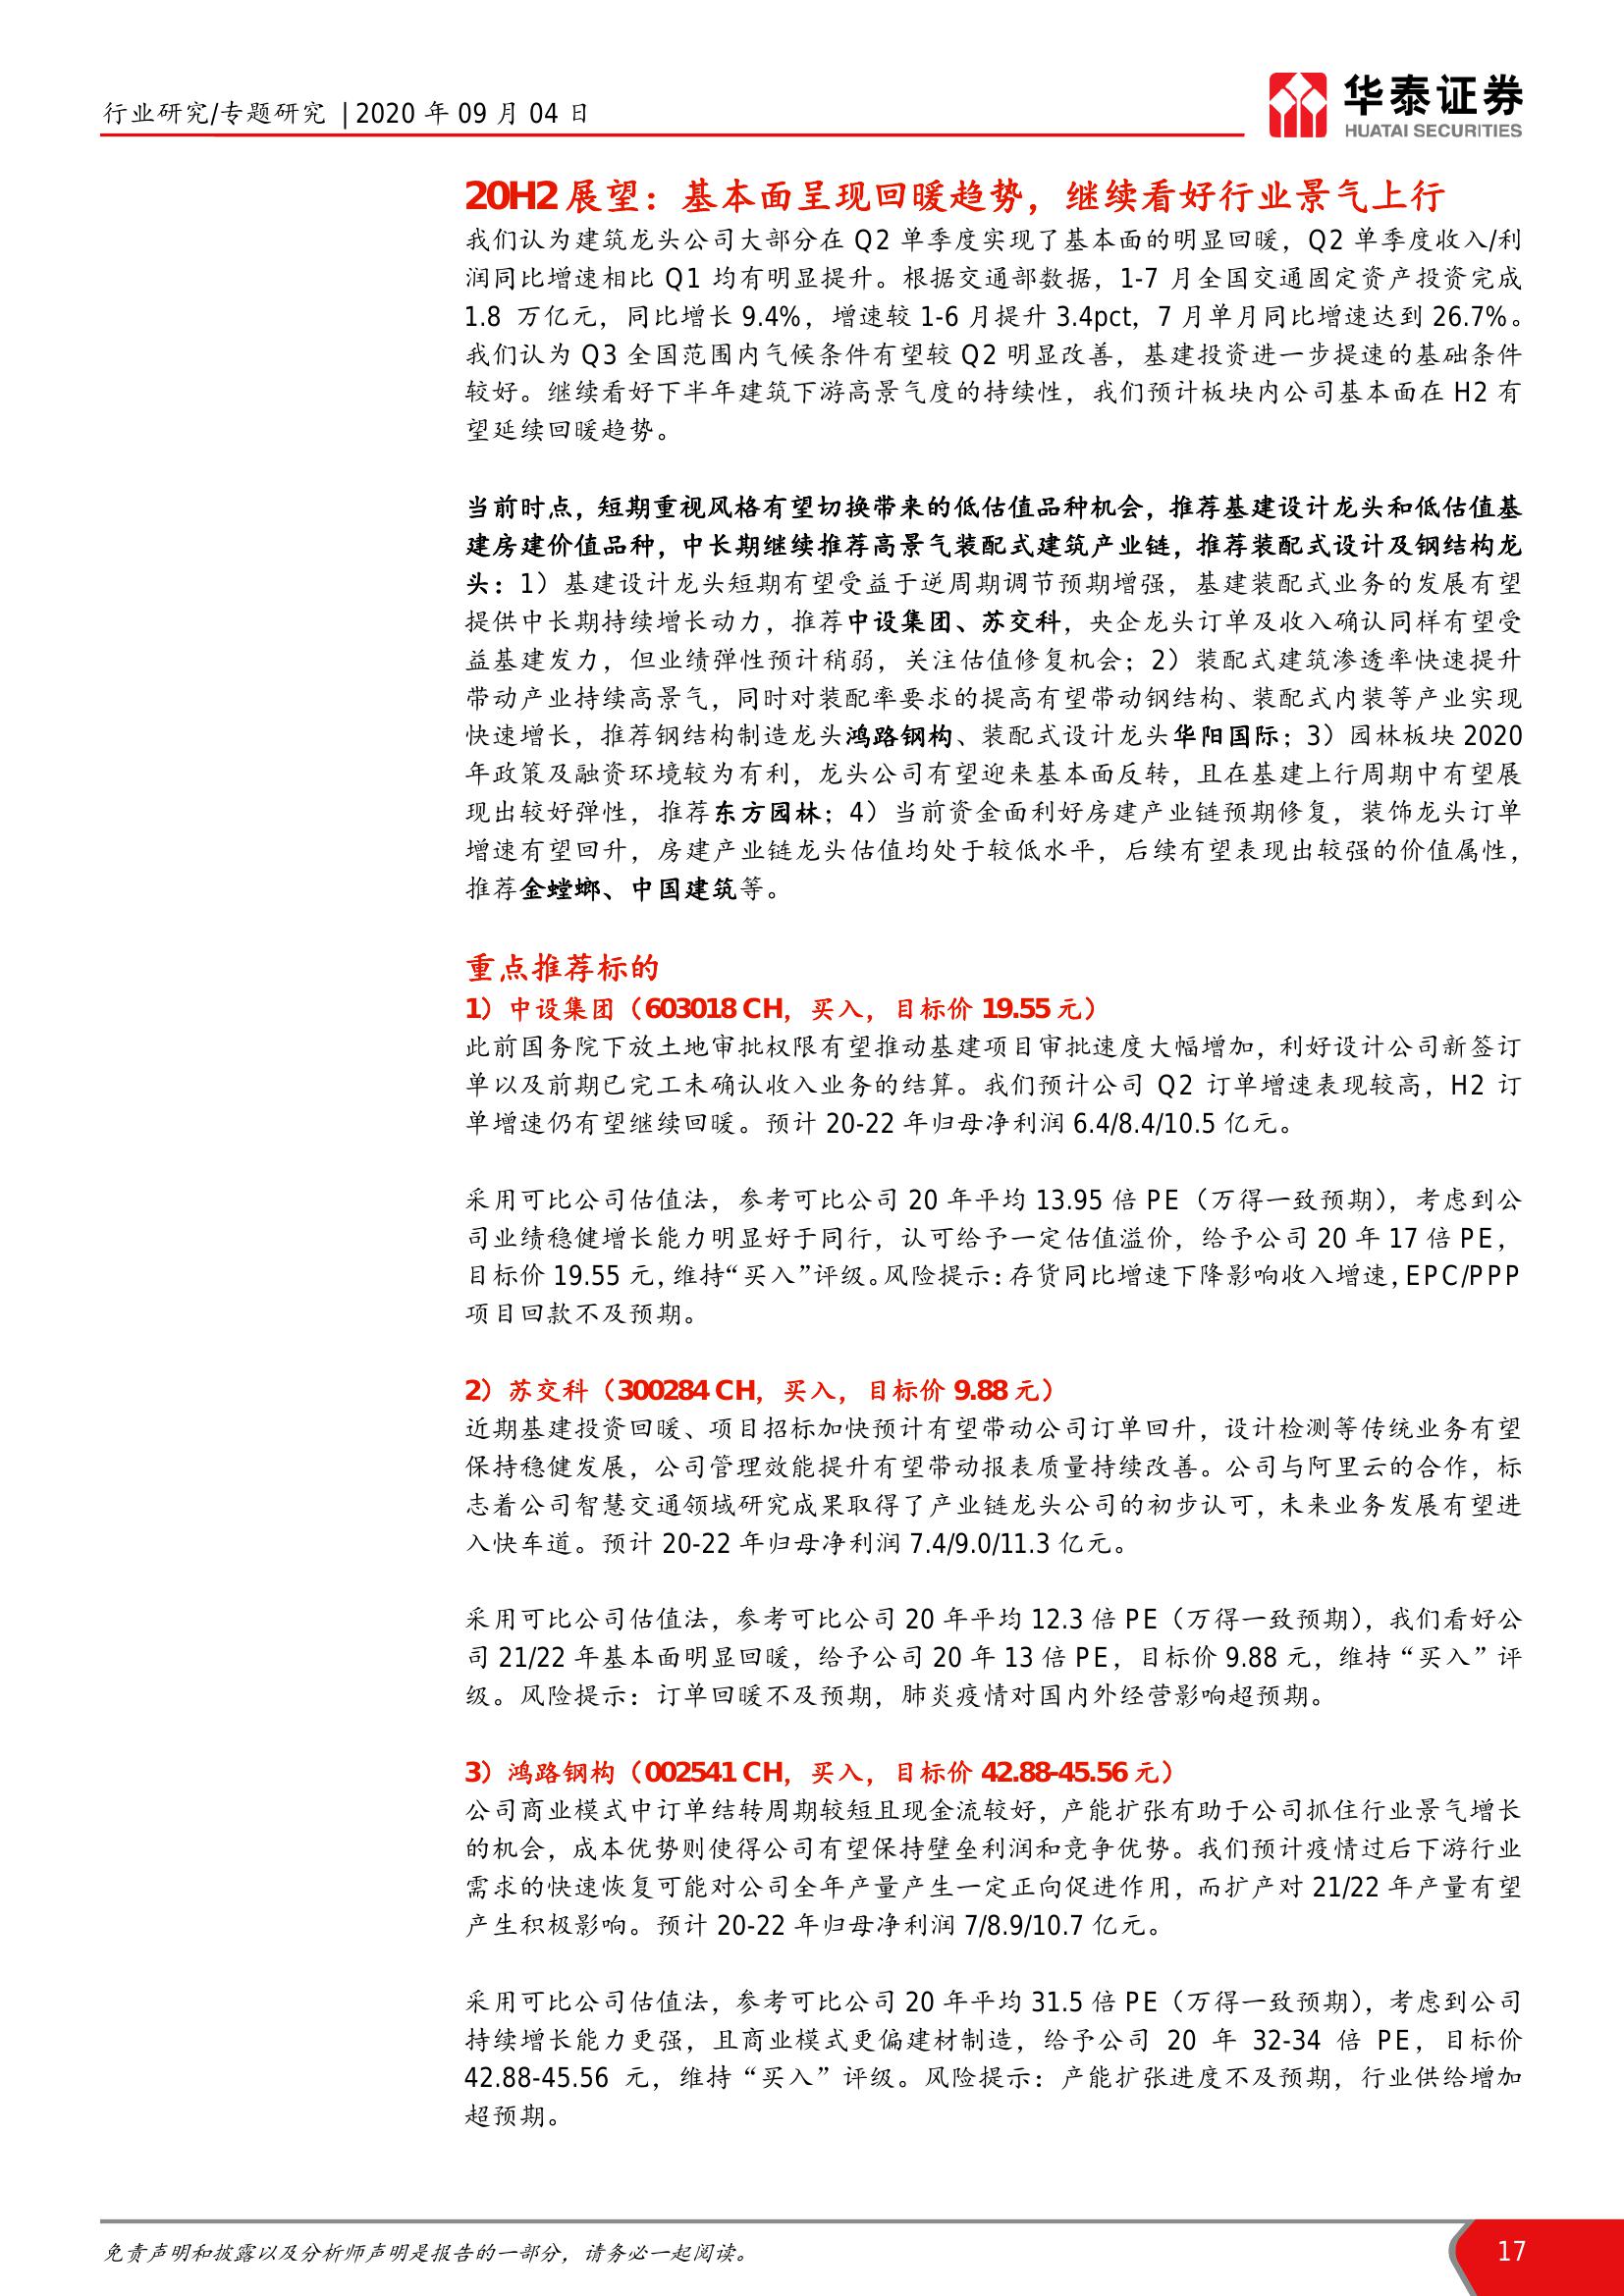 行业研究/专题研究 | 2020 年 09 月 04 日
华泰证券
HUATAI SECURITIES
20H2 展望：基本面呈现回暖趋势，继续看好行业景气上行
我们认为建筑龙头公司大部分在 Q2 单季度实现了基本面的明显回暖，Q2 单季度收入/利
润同比增速相比 Q1 均有明显提升。根据交通部数据，1-7 月全国交通固定资产投资完成
1.8 万亿元，同比增长 9.4%，增速较 1-6 月提升 3.4pct，7 月单月同比增速达到 26.7%。
我们认为 Q3 全国范围内气候条件有望较 Q2 明显改善，基建投资进一步提速的基础条件
较好。继续看好下半年建筑下游高景气度的持续性，我们预计板块内公司基本面在 H2 有
望延续回暖趋势。
当前时点，短期重视风格有望切换带来的低估值品种机会，推荐基建设计龙头和低估值基
建房建价值品种，中长期继续推荐高景气装配式建筑产业链，推荐装配式设计及钢结构龙
头：1）基建设计龙头短期有望受益于逆周期调节预期增强，基建装配式业务的发展有望
提供中长期持续增长动力，推荐中设集团、苏交科，央企龙头订单及收入确认同样有望受
益基建发力，但业绩弹性预计稍弱，关注估值修复机会；2）装配式建筑渗透率快速提升
带动产业持续高景气，同时对装配率要求的提高有望带动钢结构、装配式内装等产业实现
快速增长，推荐钢结构制造龙头鸿路钢构、装配式设计龙头华阳国际；3）园林板块 2020
年政策及融资环境较为有利，龙头公司有望迎来基本面反转，且在基建上行周期中有望展
现出较好弹性，推荐东方园林；4）当前资金面利好房建产业链预期修复，装饰龙头订单
增速有望回升，房建产业链龙头估值均处于较低水平，后续有望表现出较强的价值属性，
推荐金螳螂、中国建筑等。
重点推荐标的
1）中设集团（603018 CH，买入，目标价 19.55 元）
此前国务院下放土地审批权限有望推动基建项目审批速度大幅增加，利好设计公司新签订
单以及前期已完工未确认收入业务的结算。我们预计公司 Q2 订单增速表现较高，H2 订
单增速仍有望继续回暖。预计 20-22 年归母净利润 6.4/8.4/10.5 亿元。
采用可比公司估值法，参考可比公司 20 年平均 13.95 倍 PE（万得一致预期），考虑到公
司业绩稳健增长能力明显好于同行，认可给予一定估值溢价，给予公司 20 年 17 倍 PE，
目标价 19.55 元，维持“买入”评级。风险提示：存货同比增速下降影响收入增速，EPC/PPP
项目回款不及预期。
2）苏交科（300284 CH，买入，目标价 9.88 元）
近期基建投资回暖、项目招标加快预计有望带动公司订单回升，设计检测等传统业务有望
保持稳健发展，公司管理效能提升有望带动报表质量持续改善。公司与阿里云的合作，标
志着公司智慧交通领域研究成果取得了产业链龙头公司的初步认可，未来业务发展有望进
入快车道。预计 20-22 年归母净利润 7.4/9.0/11.3 亿元。
采用可比公司估值法，参考可比公司 20 年平均 12.3 倍 PE（万得一致预期），我们看好公
司 21/22 年基本面明显回暖，给予公司 20 年 13 倍 PE，目标价 9.88 元，维持“买入”评
级。风险提示：订单回暖不及预期，肺炎疫情对国内外经营影响超预期。
3）鸿路钢构（002541 CH，买入，目标价 42.88-45.56 元）
公司商业模式中订单结转周期较短且现金流较好，产能扩张有助于公司抓住行业景气增长
的机会，成本优势则使得公司有望保持壁垒利润和竞争优势。我们预计疫情过后下游行业
需求的快速恢复可能对公司全年产量产生一定正向促进作用，而扩产对 21/22 年产量有望
产生积极影响。预计 20-22 年归母净利润 7/8.9/10.7 亿元。
采用可比公司估值法，参考可比公司 20 年平均 31.5 倍 PE（万得一致预期），考虑到公司
持续增长能力更强，且商业模式更偏建材制造，给予公司 20 年 32-34 倍 PE，目标价
42.88-45.56 元，维持“买入”评级。风险提示：产能扩张进度不及预期，行业供给增加
超预期。
免责声明和披露以及分析师声明是报告的一部分，请务必一起阅读。
17